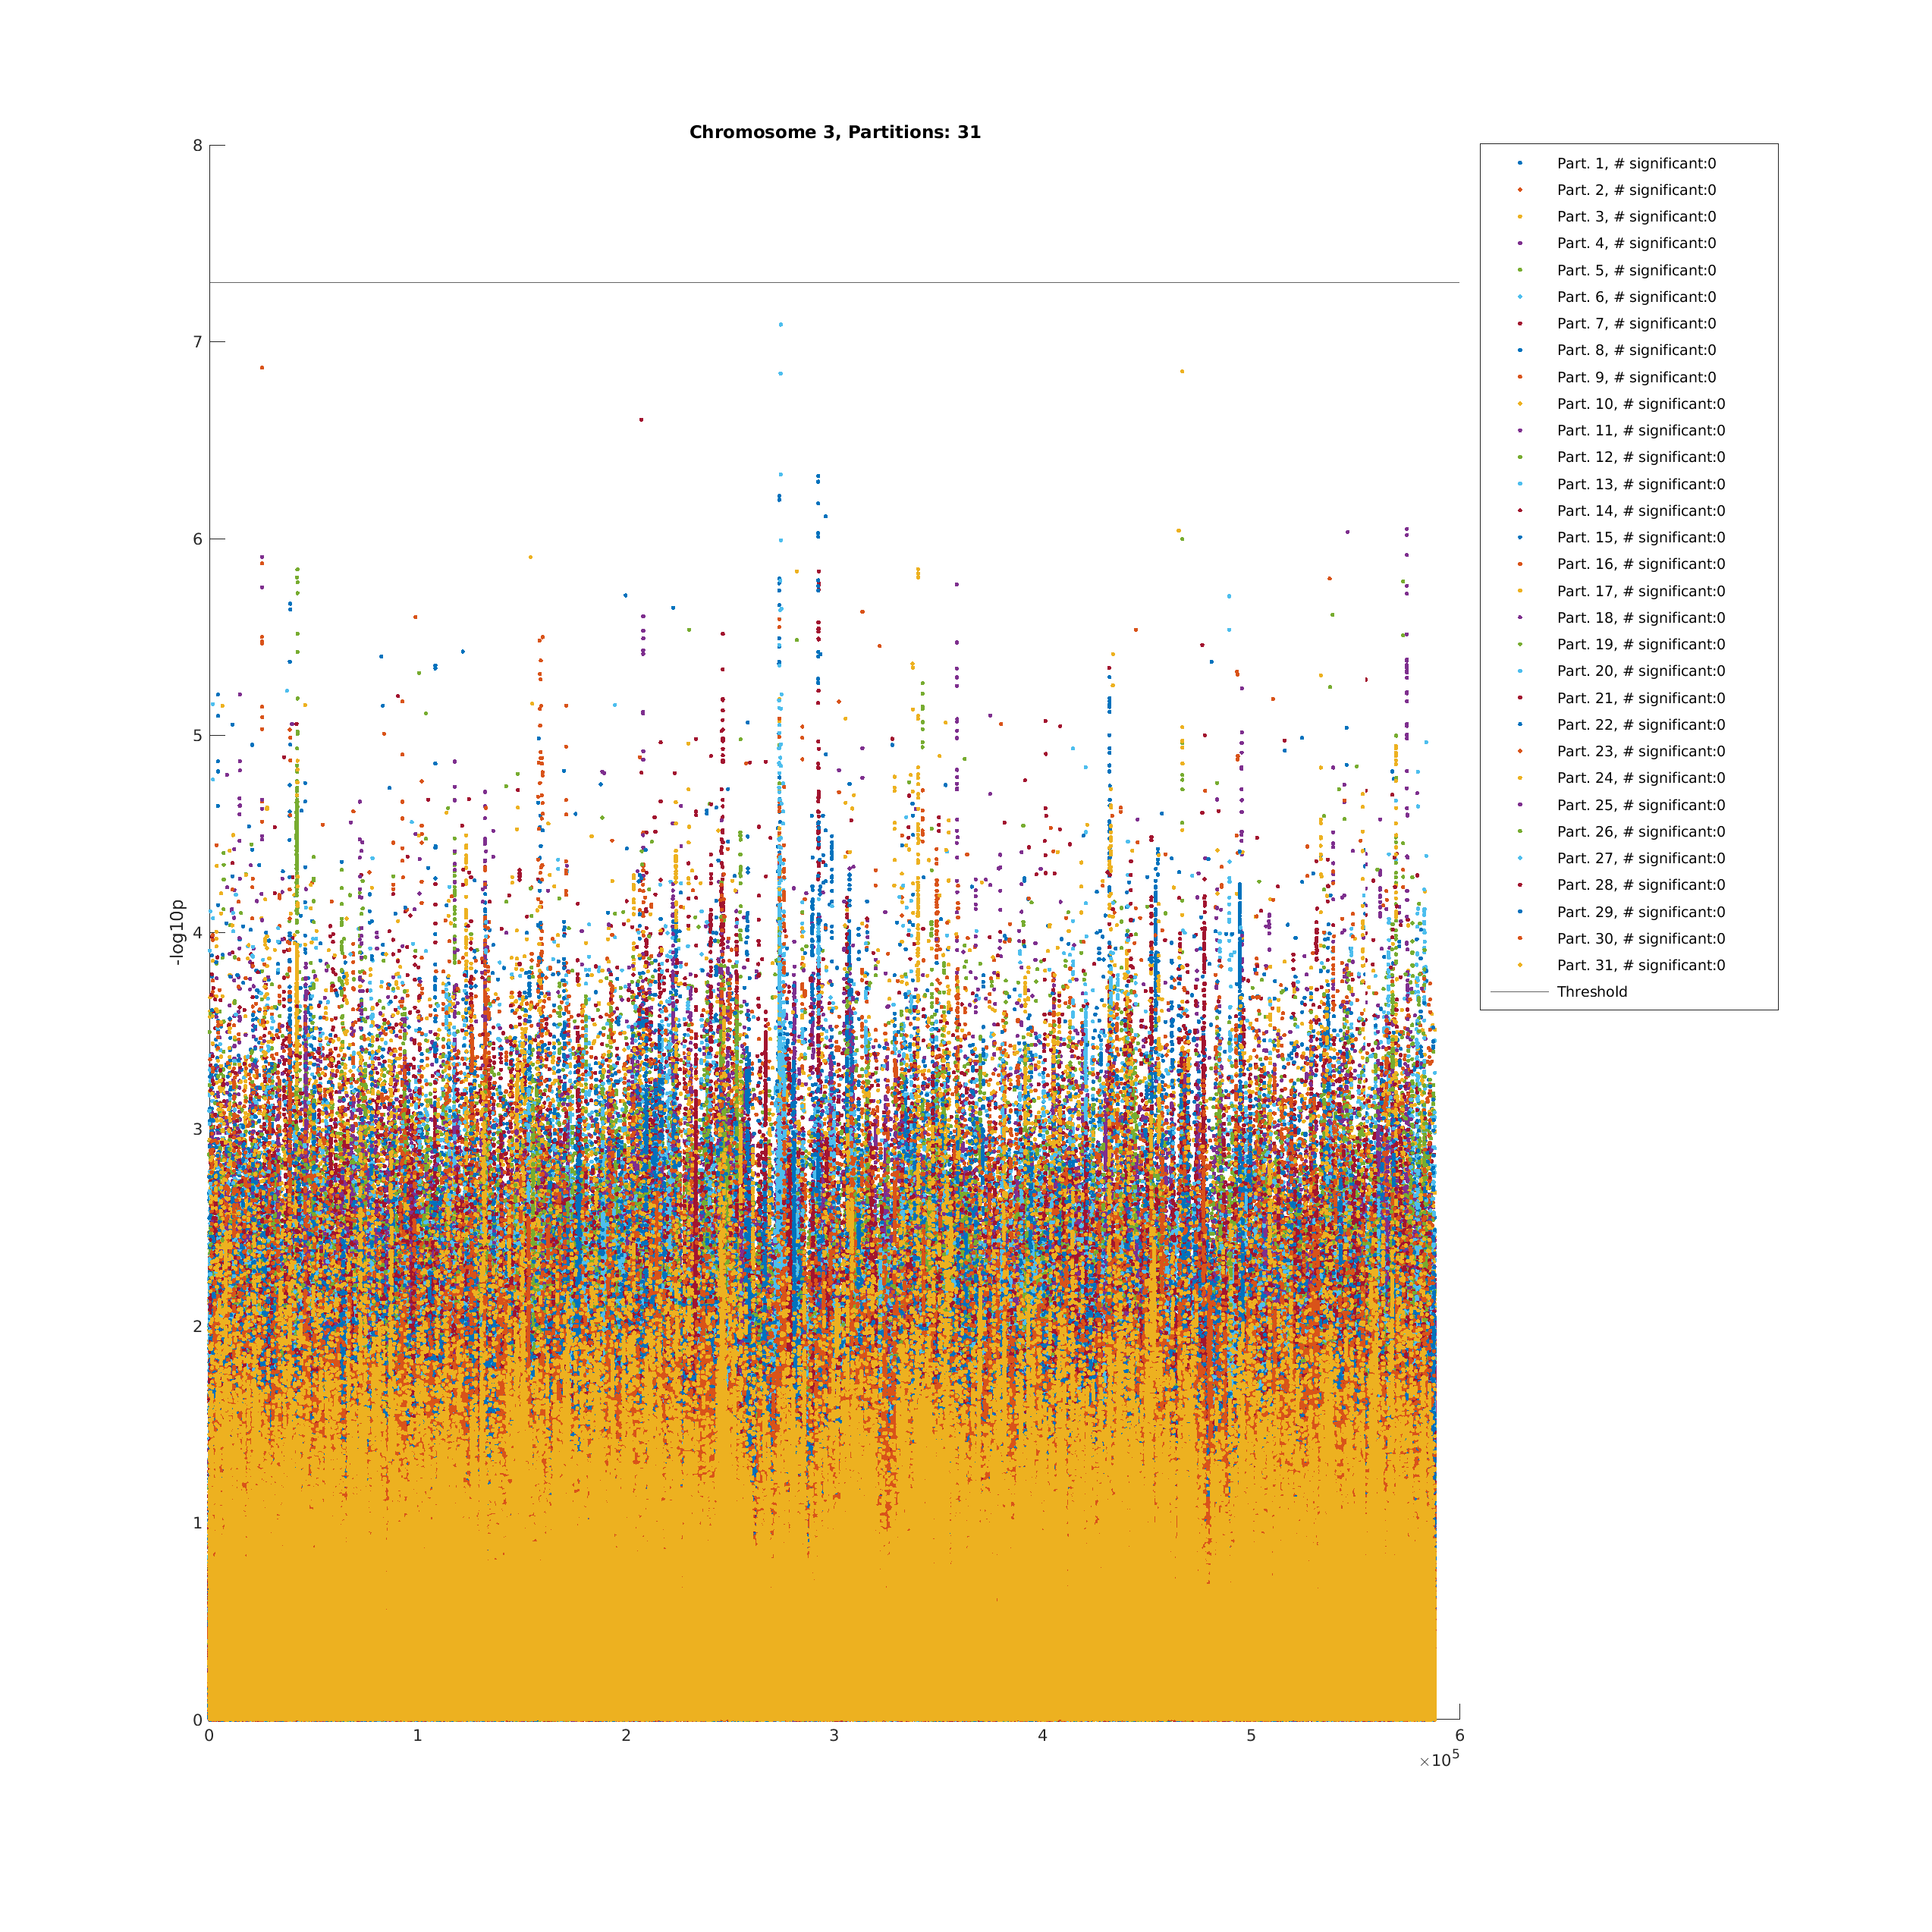 Chromosome 3, Partitions: 31
8
7
6
5
4
3
2
1
0
-log10p
0 1 2 3 4 5 6
×10^5
Part. 1, # significant:0
Part. 2, # significant:0
Part. 3, # significant:0
Part. 4, # significant:0
Part. 5, # significant:0
Part. 6, # significant:0
Part. 7, # significant:0
Part. 8, # significant:0
Part. 9, # significant:0
Part. 10, # significant:0
Part. 11, # significant:0
Part. 12, # significant:0
Part. 13, # significant:0
Part. 14, # significant:0
Part. 15, # significant:0
Part. 16, # significant:0
Part. 17, # significant:0
Part. 18, # significant:0
Part. 19, # significant:0
Part. 20, # significant:0
Part. 21, # significant:0
Part. 22, # significant:0
Part. 23, # significant:0
Part. 24, # significant:0
Part. 25, # significant:0
Part. 26, # significant:0
Part. 27, # significant:0
Part. 28, # significant:0
Part. 29, # significant:0
Part. 30, # significant:0
Part. 31, # significant:0
Threshold